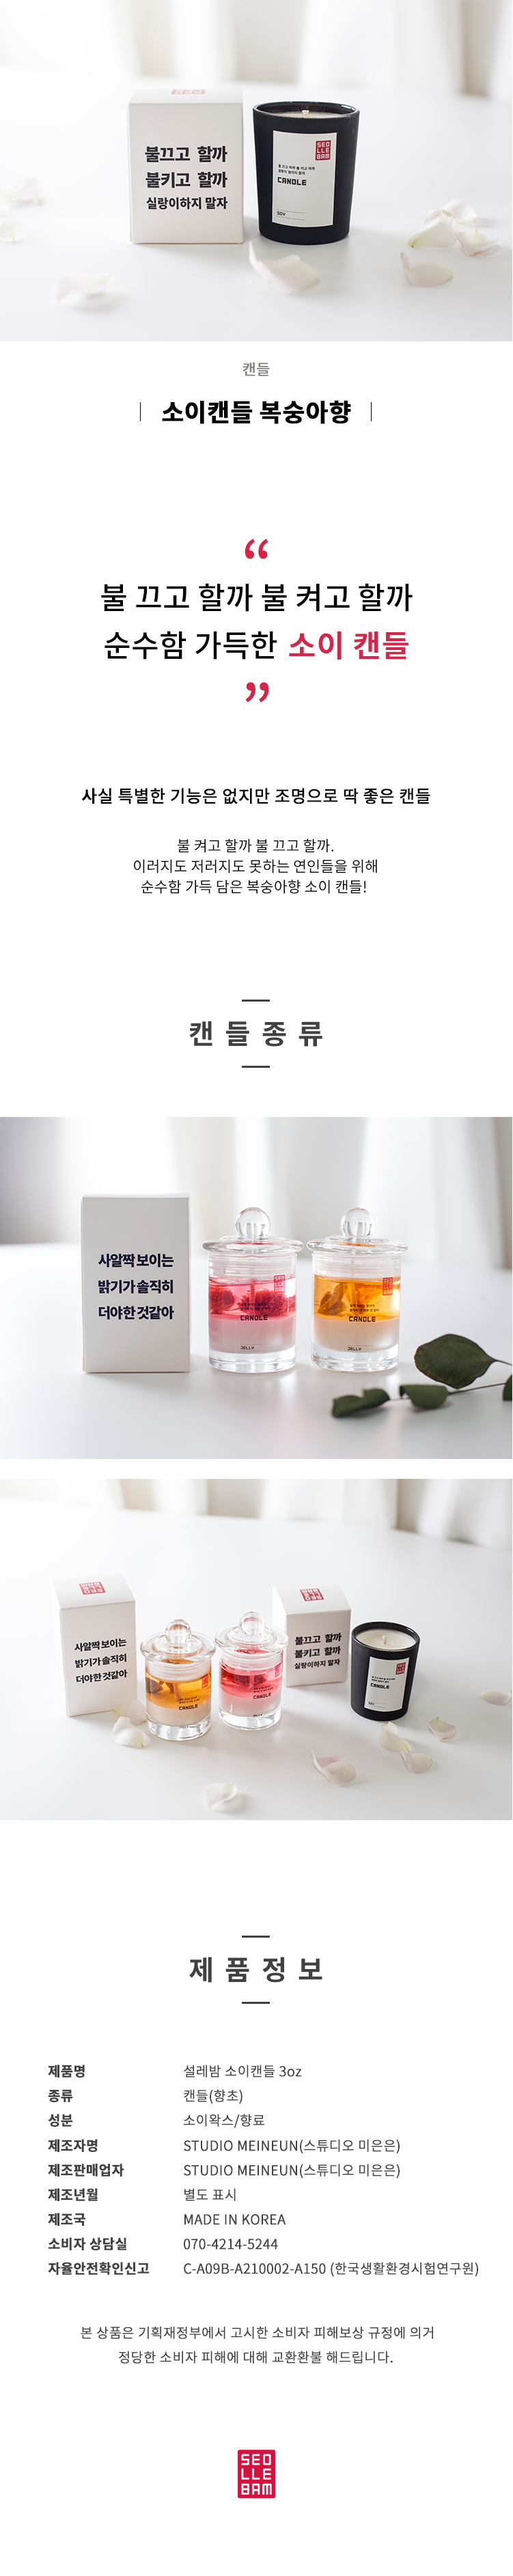 불끄고 할까
불키고 할까
실랑이하지 말자
SEO
LLE
BAM
불 끄고 할까 불 키고 할까
CANDLE
SOY
캔들
소이캔들 복숭아향
“
불 끄고 할까 불 켜고 할까
순수함 가득한 소이 캔들
”
사실 특별한 기능은 없지만 조명으로 딱 좋은 캔들
불 켜고 할까 불 끄고 할까.
이러지도 저러지도 못하는 연인들을 위해
순수함 가득 담은 복숭아향 소이 캔들!
캔들종류
사알짝 보이는
밝기가 솔직히
더야한 것같아
CANDLE
JELLY
CANDLE
JELLY
사알짝 보이는
밝기가 솔직히
더야한 것같아
CANDLE
CANDLE
불끄고 할까
불키고 할까
실랑이하지 말자
CANDLE
제품정보
제품명 설레밤 소이캔들 3oz
종류 캔들(향초)
성분 소이왁스/향료
제조자명 STUDIO MEINEUN(스튜디오 미은은)
제조판매업자 STUDIO MEINEUN(스튜디오 미은은)
제조년월 별도 표시
제조국 MADE IN KOREA
소비자 상담실 070-4214-5244
자율안전확인신고 C-A09B-A210002-A150 (한국생활환경시험연구원)
본 상품은 기획재정부에서 고시한 소비자 피해보상 규정에 의거
정당한 소비자 피해에 대해 교환환불 해드립니다.
SEO
LLE
BAM